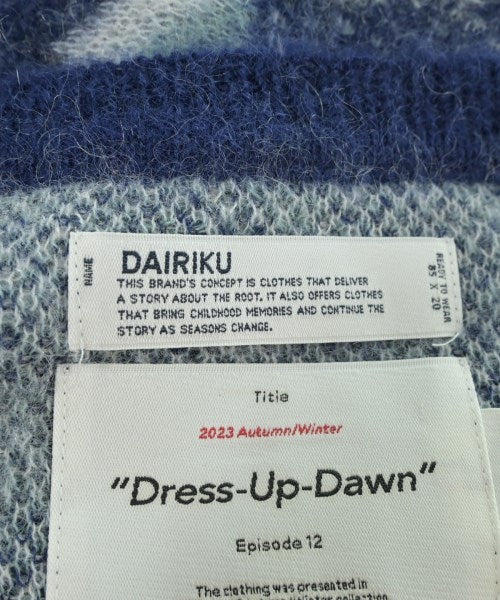 NAME
DAIRIKU
THIS BRAND'S CONCEPT IS CLOTHES THAT DELIVER
A STORY ABOUT THE ROOT. IT ALSO OFFERS CLOTHES
THAT BRING CHILDHOOD MEMORIES AND CONTINUE THE
STORY AS SEASONS CHANGE.
READY TO WEAR
85 X 20
Title
2023 Autumn/Winter
"Dress-Up-Dawn"
Episode 12
The clothing was presented in